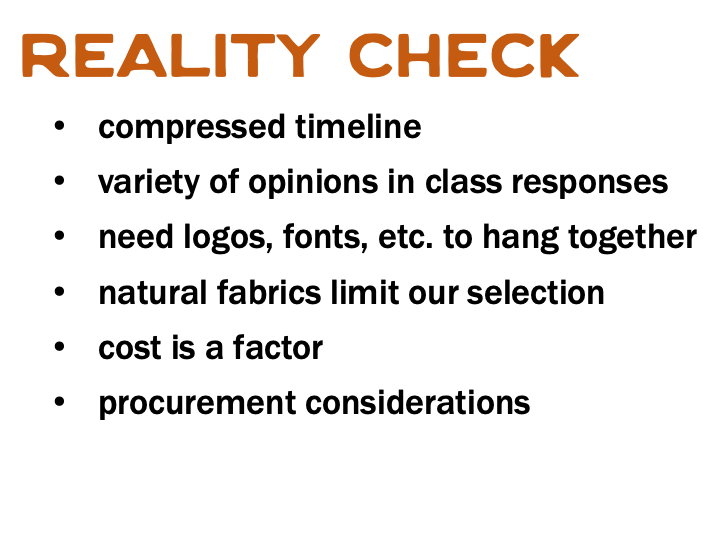 REALITY CHECK
• compressed timeline
• variety of opinions in class responses
• need logos, fonts, etc. to hang together
• natural fabrics limit our selection
• cost is a factor
• procurement considerations